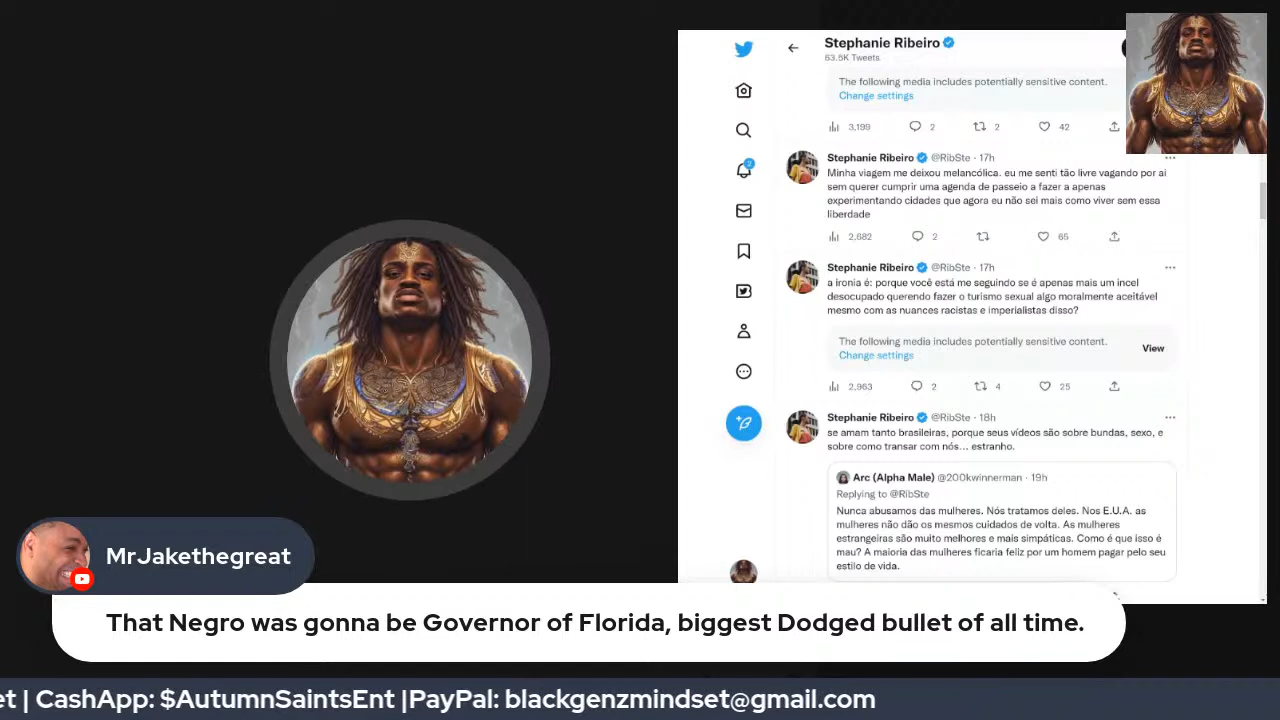 Stephanie Ribeiro
63.5K Tweets
The following media includes potentially sensitive content.
Change settings
3,199 2 2 42
Stephanie Ribeiro @RibSte · 17h
Minha viagem me deixou melancólica. eu me senti tão livre vagando por ai
sem querer cumprir uma agenda de passeio a fazer a apenas
experimentando cidades que agora eu não sei mais como viver sem essa
liberdade
2,682 2 65
Stephanie Ribeiro @RibSte · 17h
a ironia é: porque você está me seguindo se é apenas mais um incel
desocupado querendo fazer o turismo sexual algo moralmente aceitável
mesmo com as nuances racistas e imperialistas disso?
The following media includes potentially sensitive content.
Change settings
View
2,963 2 4 25
Stephanie Ribeiro @RibSte · 18h
se amam tanto brasileiras, porque seus vídeos são sobre bundas, sexo, e
sobre como transar com nós... estranho.
Arc (Alpha Male) @200kwinnerman · 19h
Replying to @RibSte
Nunca abusamos das mulheres. Nós tratamos deles. Nos E.U.A. as
mulheres não dão os mesmos cuidados de volta. As mulheres
estrangeiras são muito melhores e mais simpáticas. Como é que isso é
mau? A maioria das mulheres ficaria feliz por um homem pagar pelo seu
estilo de vida.
2
MrJakethegreat
That Negro was gonna be Governor of Florida, biggest Dodged bullet of all time.
et | CashApp: $AutumnSaintsEnt |PayPal: blackgenzmindset@gmail.com